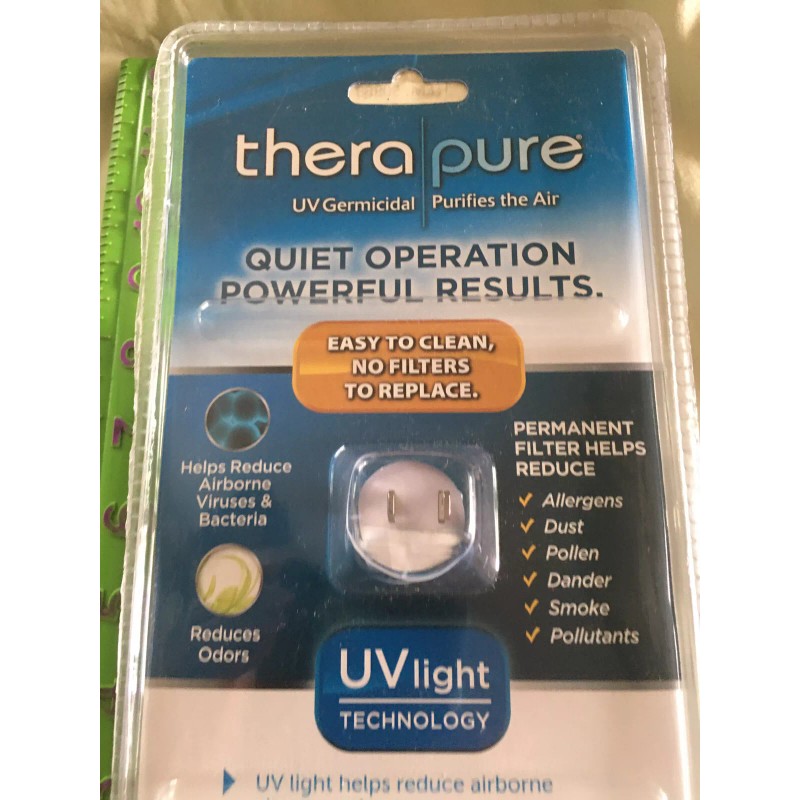 thera pure®
UV Germicidal Purifies the Air
QUIET OPERATION
POWERFUL RESULTS.
EASY TO CLEAN,
NO FILTERS
TO REPLACE.
Helps Reduce
Airborne
Viruses &
Bacteria
Reduces
Odors
PERMANENT
FILTER HELPS
REDUCE
Allergens
Dust
Pollen
Dander
Smoke
Pollutants
UV light
TECHNOLOGY
UV light helps reduce airborne